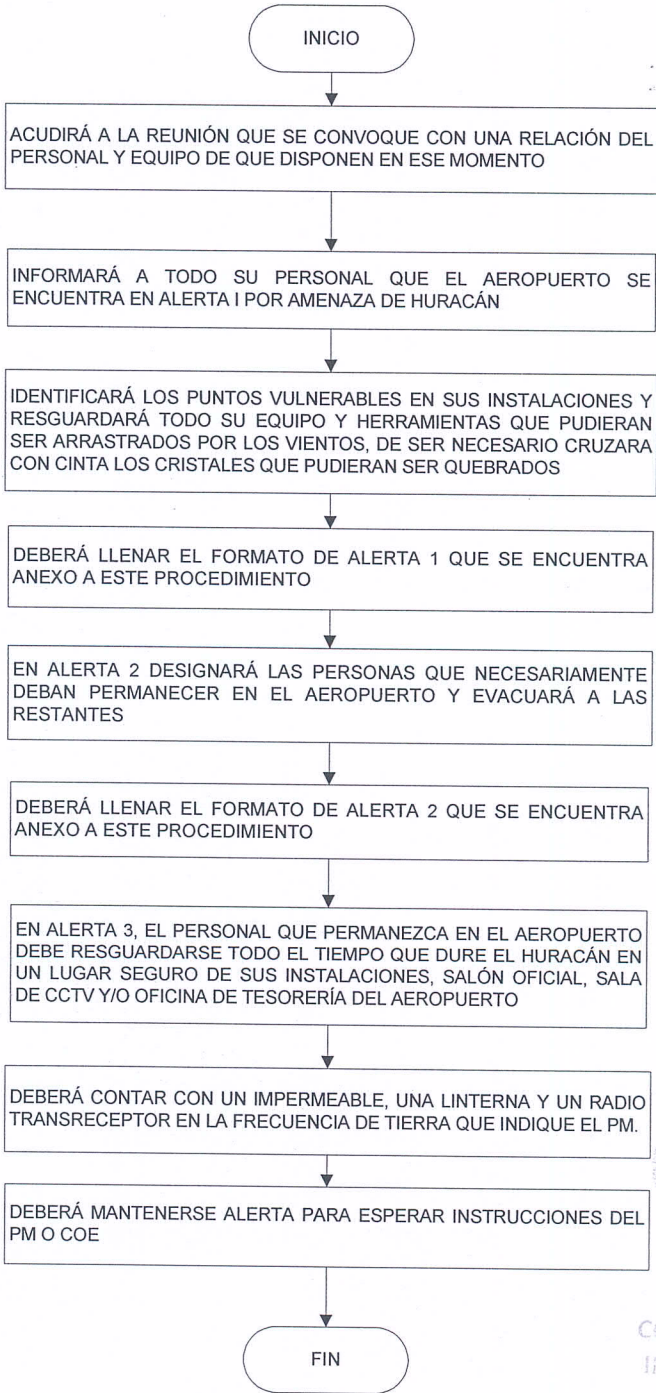 INICIO
ACUDIRÁ A LA REUNIÓN QUE SE CONVOQUE CON UNA RELACIÓN DEL
PERSONAL Y EQUIPO DE QUE DISPONEN EN ESE MOMENTO
INFORMARÁ A TODO SU PERSONAL QUE EL AEROPUERTO SE
ENCUENTRA EN ALERTA I POR AMENAZA DE HURACÁN
IDENTIFICARÁ LOS PUNTOS VULNERABLES EN SUS INSTALACIONES Y
RESGUARDARÁ TODO SU EQUIPO Y HERRAMIENTAS QUE PUDIERAN
SER ARRASTRADOS POR LOS VIENTOS, DE SER NECESARIO CRUZARA
CON CINTA LOS CRISTALES QUE PUDIERAN SER QUEBRADOS
DEBERÁ LLENAR EL FORMATO DE ALERTA 1 QUE SE ENCUENTRA
ANEXO A ESTE PROCEDIMIENTO
EN ALERTA 2 DESIGNARÁ LAS PERSONAS QUE NECESARIAMENTE
DEBAN PERMANECER EN EL AEROPUERTO Y EVACUARÁ A LAS
RESTANTES
DEBERÁ LLENAR EL FORMATO DE ALERTA 2 QUE SE ENCUENTRA
ANEXO A ESTE PROCEDIMIENTO
EN ALERTA 3, EL PERSONAL QUE PERMANEZCA EN EL AEROPUERTO
DEBE RESGUARDARSE TODO EL TIEMPO QUE DURE EL HURACÁN EN
UN LUGAR SEGURO DE SUS INSTALACIONES, SALÓN OFICIAL, SALA
DE CCTV Y/O OFICINA DE TESORERÍA DEL AEROPUERTO
DEBERÁ CONTAR CON UN IMPERMEABLE, UNA LINTERNA Y UN RADIO
TRANSRECEPTOR EN LA FRECUENCIA DE TIERRA QUE INDIQUE EL PM.
DEBERÁ MANTENERSE ALERTA PARA ESPERAR INSTRUCCIONES DEL
PM O COE
FIN